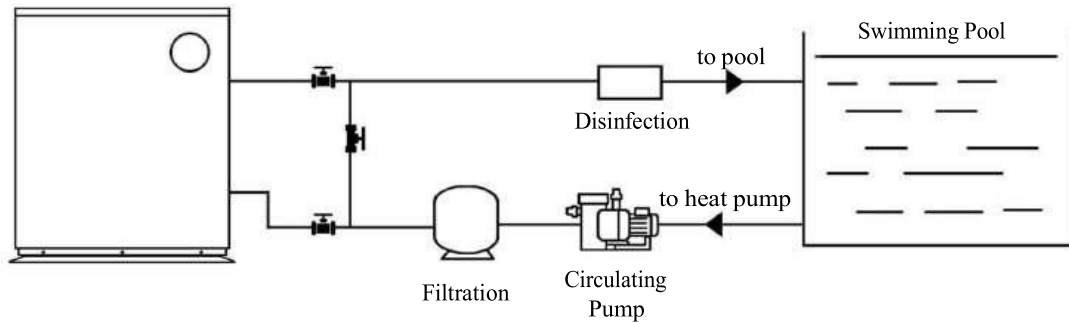 Swimming Pool
to pool
Disinfection
to heat pump
Filtration
Circulating
Pump